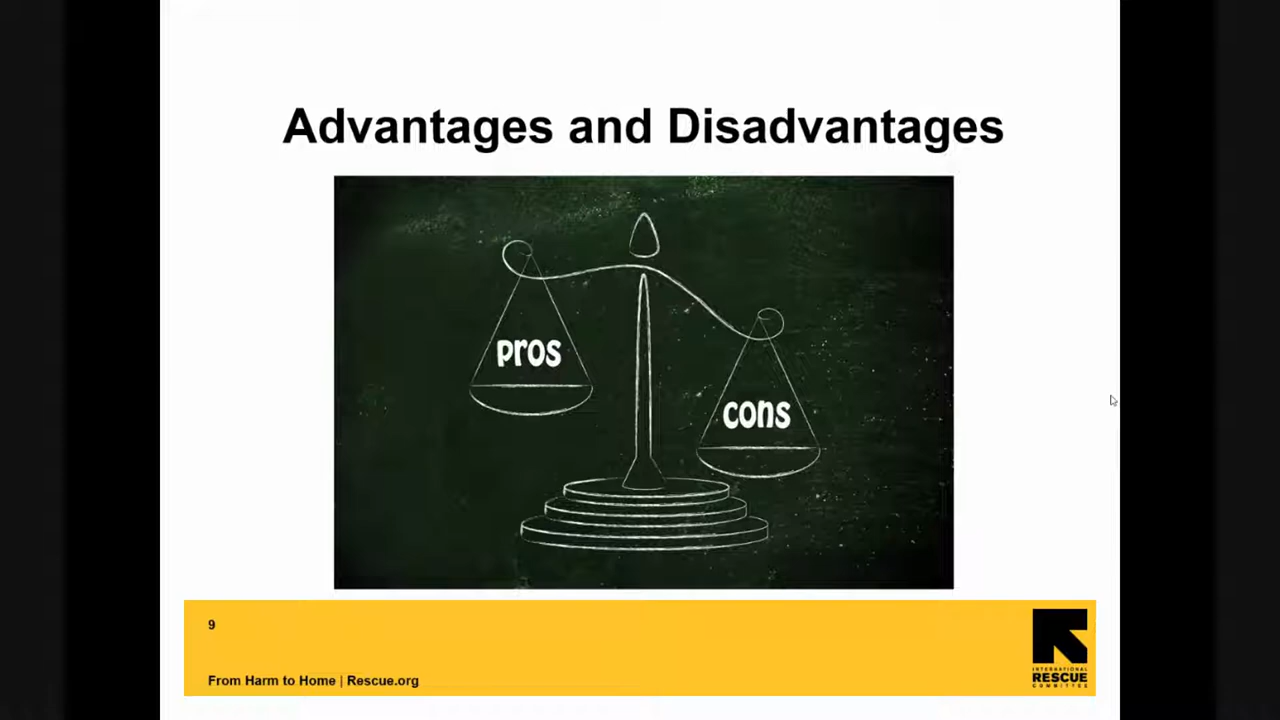 Advantages and Disadvantages
pros
cons
9
From Harm to Home | Rescue.org
INTERNATIONAL
RESCUE
COMMITTEE